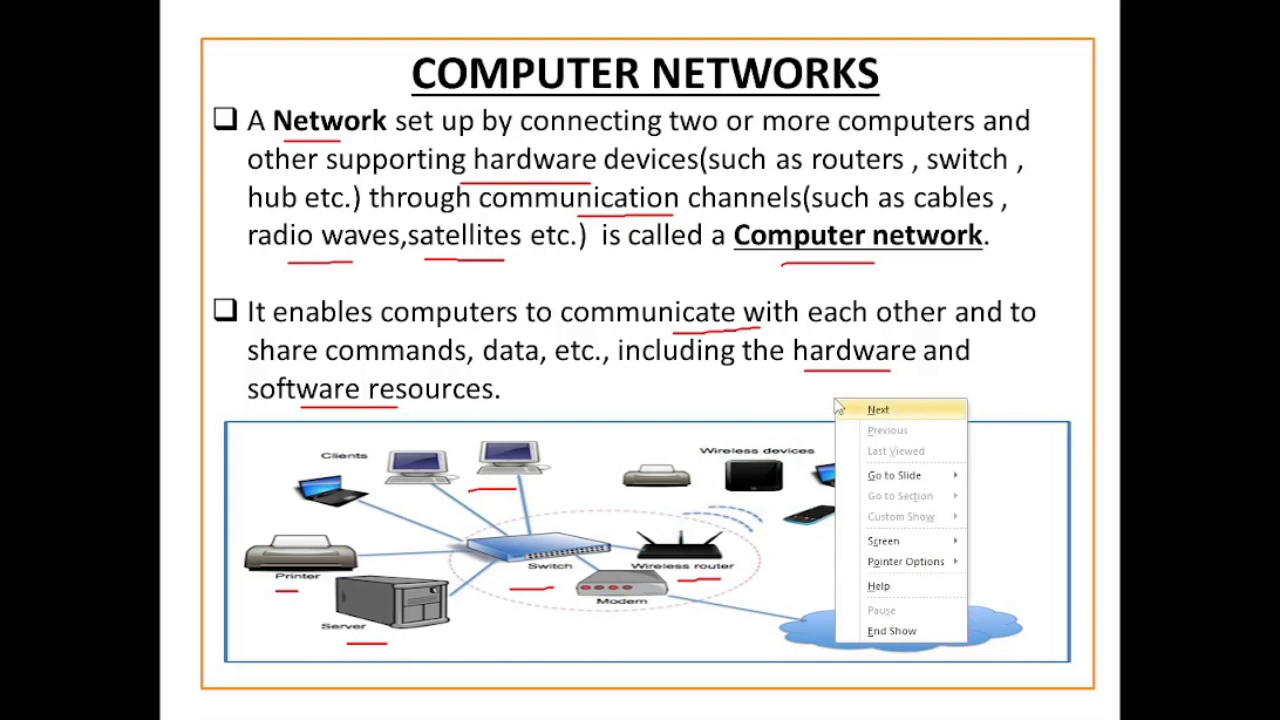 COMPUTER NETWORKS
❑ A Network set up by connecting two or more computers and
other supporting hardware devices(such as routers , switch ,
hub etc.) through communication channels(such as cables ,
radio waves,satellites etc.) is called a Computer network.
❑ It enables computers to communicate with each other and to
share commands, data, etc., including the hardware and
software resources.
Clients
Wireless devices
Printer
Switch
Wireless router
Modem
Server
Next
Previous
Last Viewed
Go to Slide
Go to Section
Custom Show
Screen
Pointer Options
Help
Pause
End Show